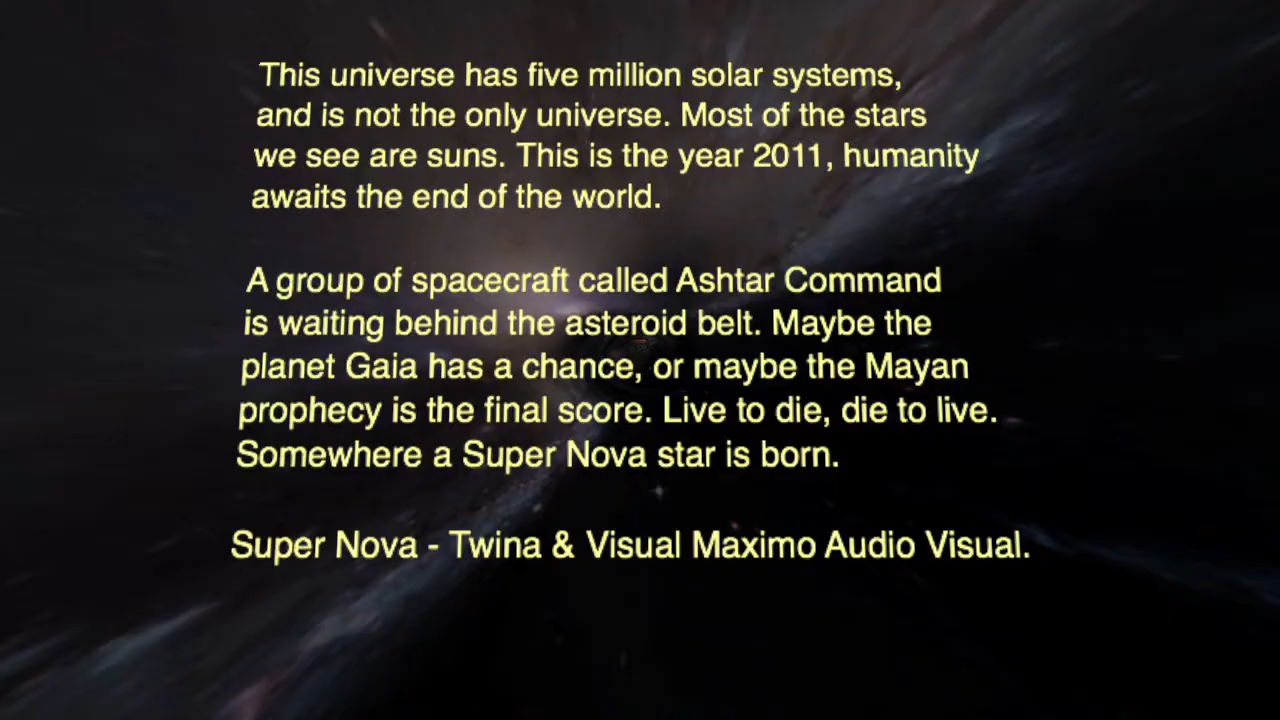 This universe has five million solar systems,
and is not the only universe. Most of the stars
we see are suns. This is the year 2011, humanity
awaits the end of the world.
A group of spacecraft called Ashtar Command
is waiting behind the asteroid belt. Maybe the
planet Gaia has a chance, or maybe the Mayan
prophecy is the final score. Live to die, die to live.
Somewhere a Super Nova star is born.
Super Nova - Twina & Visual Maximo Audio Visual.